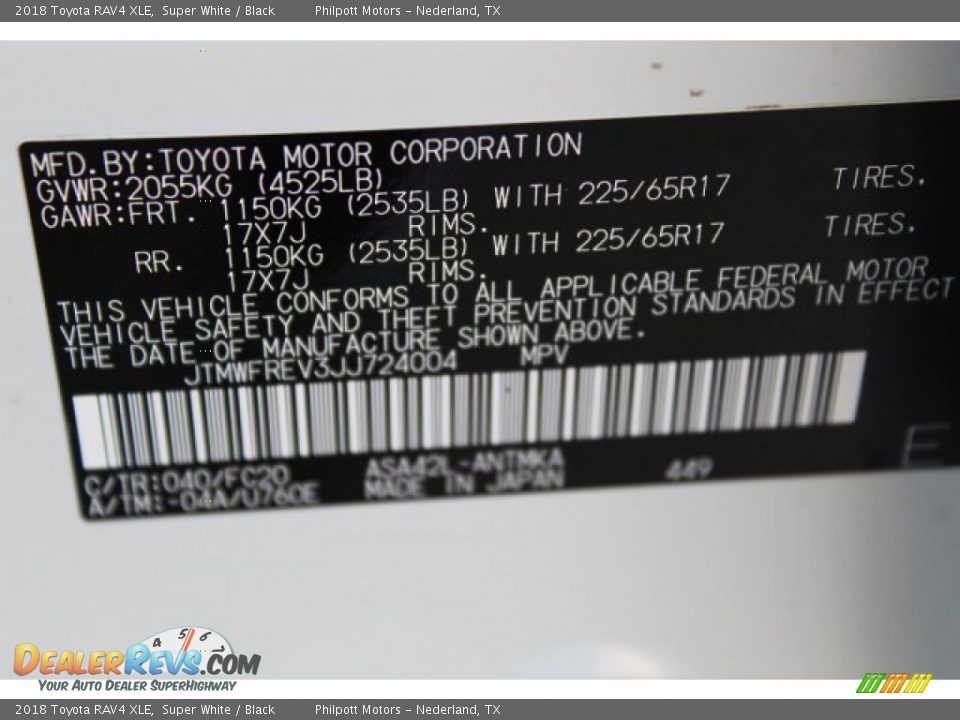 2018 Toyota RAV4 XLE, Super White / Black Philpott Motors - Nederland, TX
MFD.BY:TOYOTA MOTOR CORPORATION
GVWR:2055KG (4525LB)
GAWR:FRT. 1150KG (2535LB) WITH 225/65R17 TIRES.
17X7J RIMS.
RR. 1150KG (2535LB) WITH 225/65R17 TIRES.
17X7J RIMS.
THIS VEHICLE CONFORMS TO ALL APPLICABLE FEDERAL MOTOR
VEHICLE SAFETY AND THEFT PREVENTION STANDARDS IN EFFECT
THE DATE OF MANUFACTURE SHOWN ABOVE.
JTMWFREV3JJ724004 MPV
C/TR:040/FC20 ASA42L-ANTMKA 449
A/TM:-04A/U760E MADE IN JAPAN
E
4 5 6
DEALERREVS.COM
YOUR AUTO DEALER SUPERHIGHWAY
2018 Toyota RAV4 XLE, Super White / Black Philpott Motors - Nederland, TX